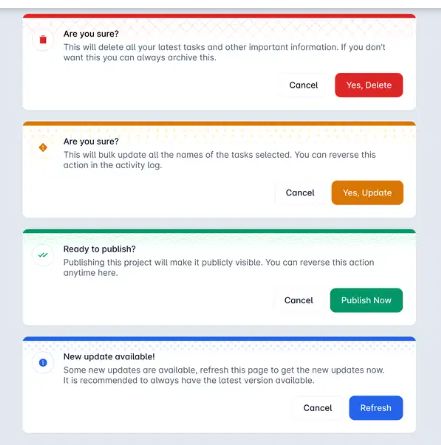 Are you sure?
This will delete all your latest tasks and other important information. If you don't
want this you can always archive this.
Cancel
Yes, Delete
Are you sure?
This will bulk update all the names of the tasks selected. You can reverse this
action in the activity log.
Cancel
Yes, Update
Ready to publish?
Publishing this project will make it publicly visible. You can reverse this action
anytime here.
Cancel
Publish Now
New update available!
Some new updates are available, refresh this page to get the new updates now.
It is recommended to always have the latest version available.
Cancel
Refresh